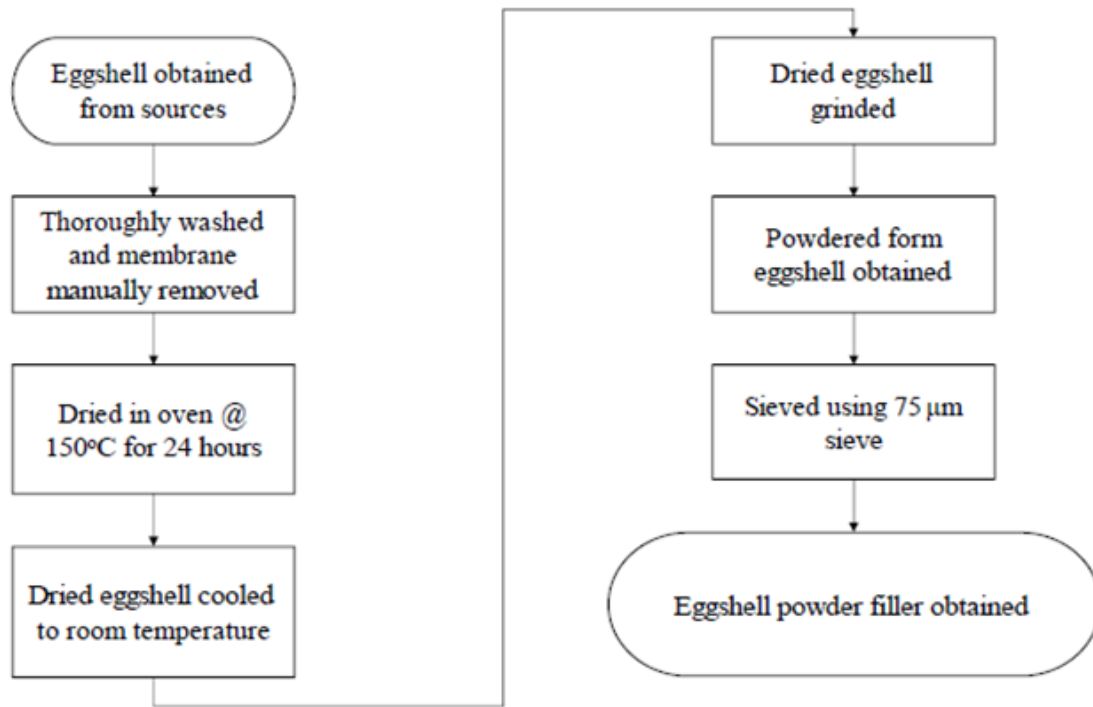 Eggshell obtained
from sources
Thoroughly washed
and membrane
manually removed
Dried in oven @
150°C for 24 hours
Dried eggshell cooled
to room temperature
Dried eggshell
grinded
Powdered form
eggshell obtained
Sieved using 75 μm
sieve
Eggshell powder filler obtained